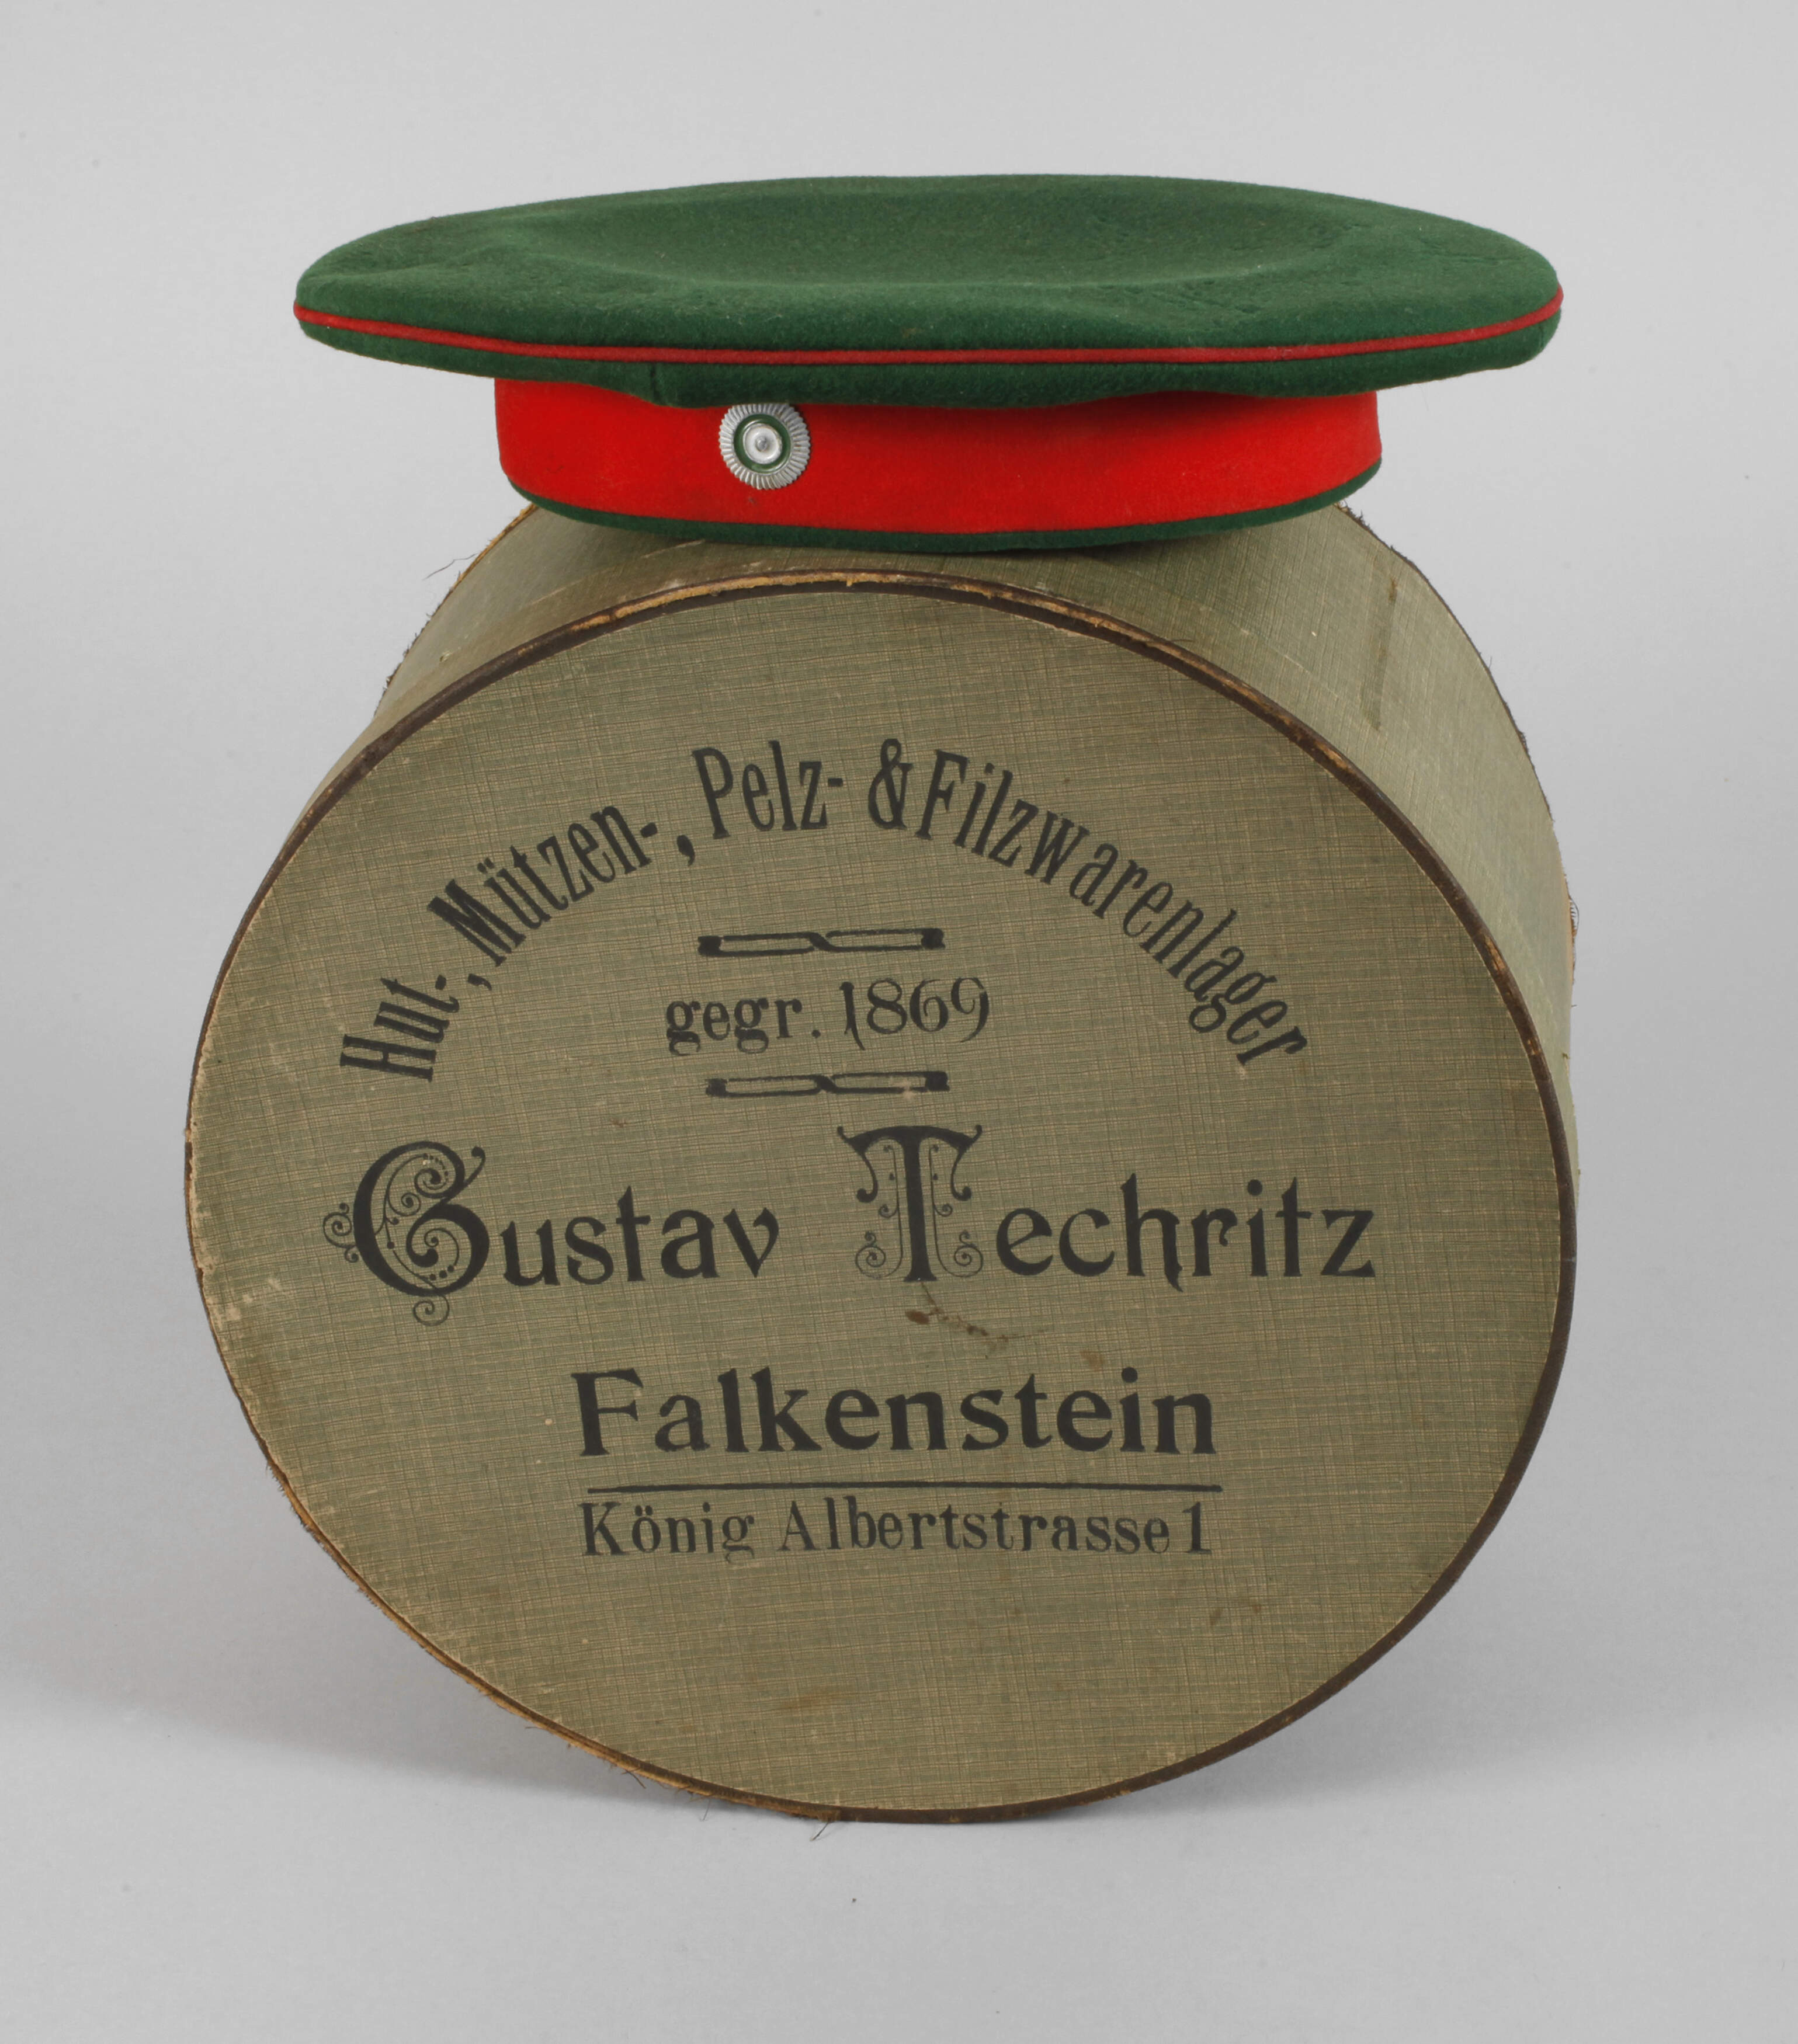 Hut-, Mützen-, Pelz- & Filzwarenlager
gegr. 1869
Gustav Techritz
Falkenstein
König Albertstrasse 1